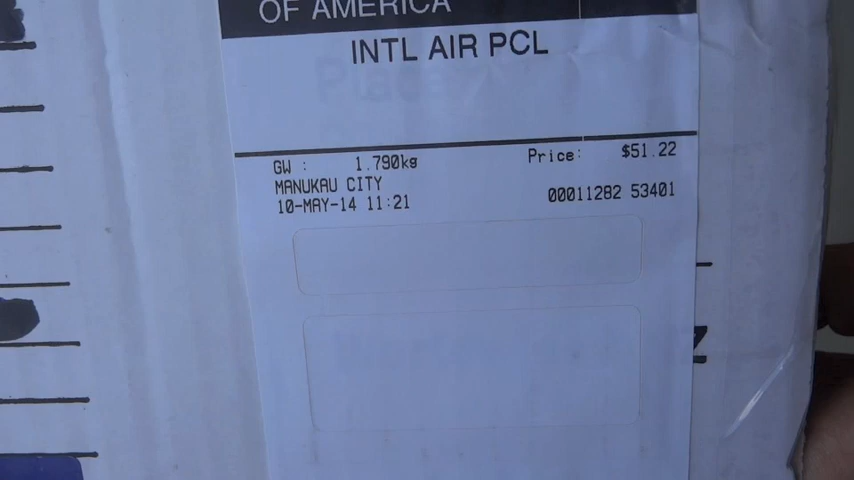 OF AMERICA
INTL AIR PCL
GW : 1.790kg Price: $51.22
MANUKAU CITY
10-MAY-14 11:21 00011282 53401